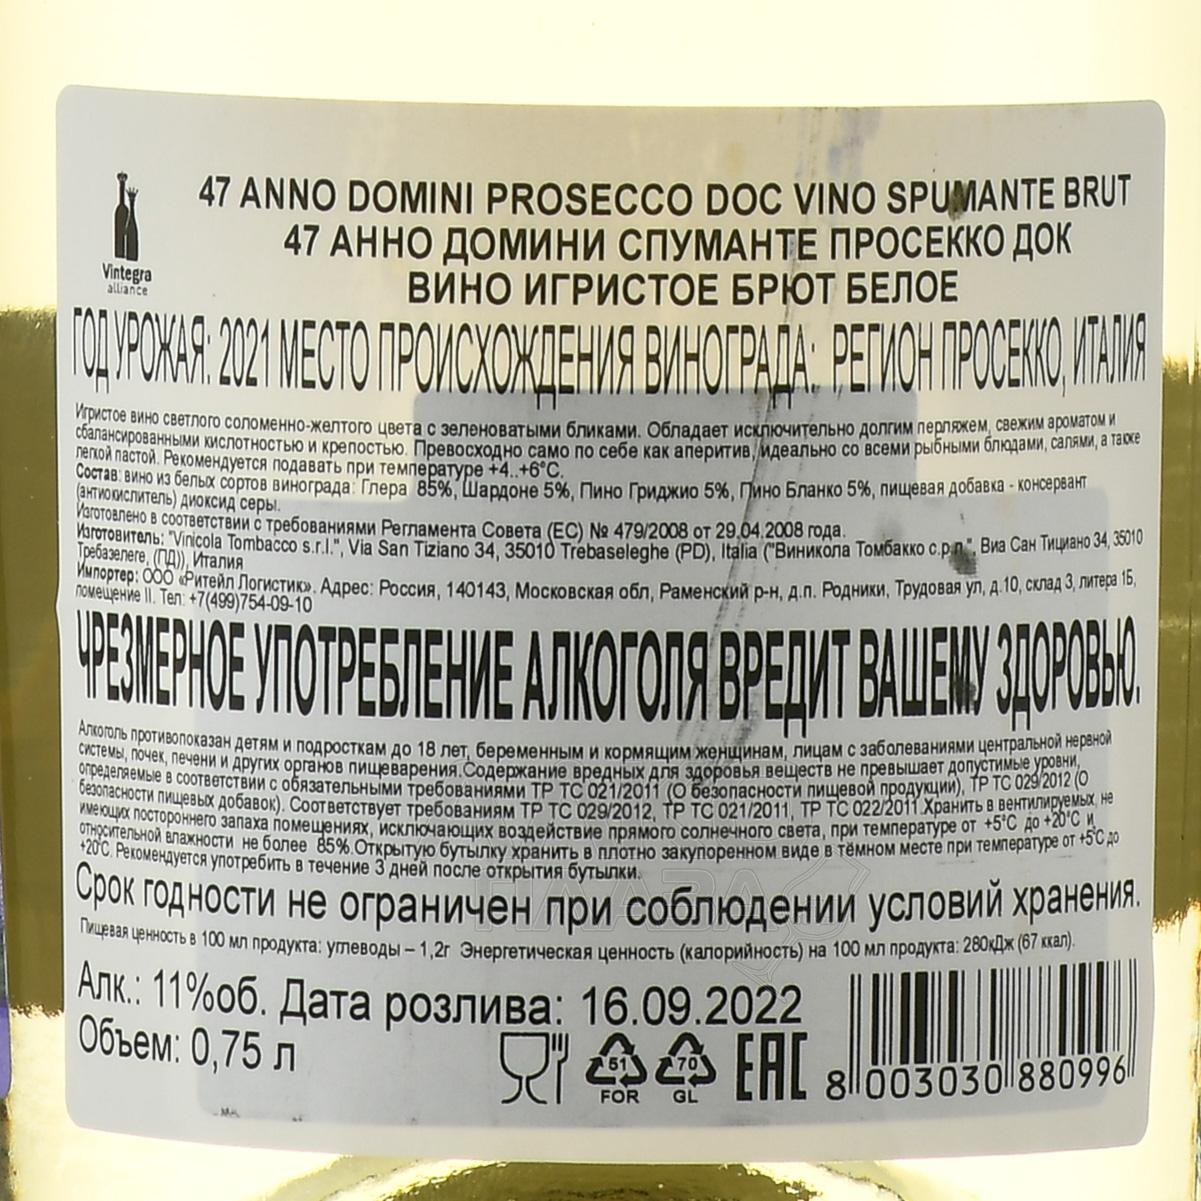 47 ANNO DOMINI PROSECCO DOC VINO SPUMANTE BRUT
47 АННО ДОМИНИ СПУМАНТЕ ПРОСЕККО ДОК
ВИНО ИГРИСТОЕ БРЮТ БЕЛОЕ
Vintegra
alliance
ГОД УРОЖАЯ: 2021 МЕСТО ПРОИСХОЖДЕНИЯ ВИНОГРАДА: РЕГИОН ПРОСЕККО, ИТАЛИЯ
Игристое вино светлого соломенно-желтого цвета с зеленоватыми бликами. Обладает исключительно долгим перляжем, свежим ароматом и
сбалансированными кислотностью и крепостью. Превосходно само по себе как аперитив, идеально со всеми рыбными блюдами, салями, а также
легкой пастой. Рекомендуется подавать при температуре +4..+6°С.
Состав: вино из белых сортов винограда: Глера 85%, Шардоне 5%, Пино Гриджио 5%, Пино Бланко 5%, пищевая добавка - консервант
(антиокислитель) диоксид серы.
Изготовлено в соответствии с требованиями Регламента Совета (ЕС) № 479/2008 от 29.04.2008 года.
Изготовитель: "Vinicola Tombacco s.r.l.", Via San Tiziano 34, 35010 Trebaseleghe (PD), Italia ("Виникола Томбакко с.р.л.", Виа Сан Тициано 34, 35010
Требазелеге, (ПД)), Италия
Импортер: ООО «Ритейл Логистик». Адрес: Россия, 140143, Московская обл, Раменский р-н, д.п. Родники, Трудовая ул, д.10, склад 3, литера 1Б,
помещение II. Тел: +7(499)754-09-10
ЧРЕЗМЕРНОЕ УПОТРЕБЛЕНИЕ АЛКОГОЛЯ ВРЕДИТ ВАШЕМУ ЗДОРОВЬЮ.
Алкоголь противопоказан детям и подросткам до 18 лет, беременным и кормящим женщинам, лицам с заболеваниями центральной нервной
системы, почек, печени и других органов пищеварения.Содержание вредных для здоровья веществ не превышает допустимые уровни,
определяемые в соответствии с обязательными требованиями ТР ТС 021/2011 (О безопасности пищевой продукции), ТР ТС 029/2012 (О
безопасности пищевых добавок). Соответствует требованиям ТР ТС 029/2012, ТР ТС 021/2011, ТР ТС 022/2011.Хранить в вентилируемых, не
имеющих постороннего запаха помещениях, исключающих воздействие прямого солнечного света, при температуре от +5°С до +20°С и
относительной влажности не более 85%.Открытую бутылку хранить в плотно закупоренном виде в тёмном месте при температуре от +5°С до
+20°С. Рекомендуется употребить в течение 3 дней после открытия бутылки.
Срок годности не ограничен при соблюдении условий хранения.
Пищевая ценность в 100 мл продукта: углеводы – 1,2г Энергетическая ценность (калорийность) на 100 мл продукта: 280кДж (67 ккал).
Алк.: 11%об. Дата розлива: 16.09.2022
Объем: 0,75 л
51
FOR
70
GL
EAC
8 003030 880996